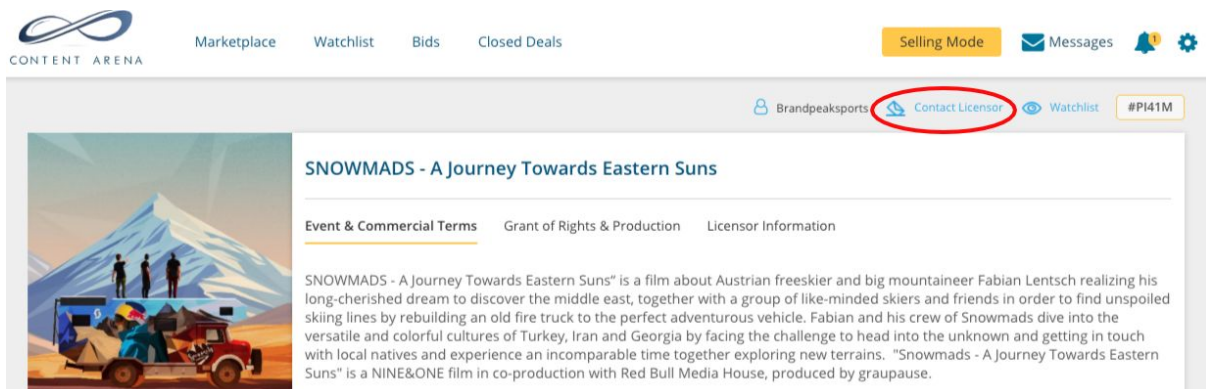 CONTENT ARENA
Marketplace
Watchlist
Bids
Closed Deals
Selling Mode
Messages
1
Brandpeaksports
Contact Licensor
Watchlist
#PI41M
SNOWMADS - A Journey Towards Eastern Suns
Event & Commercial Terms
Grant of Rights & Production
Licensor Information
SNOWMADS - A Journey Towards Eastern Suns“ is a film about Austrian freeskier and big mountaineer Fabian Lentsch realizing his
long-cherished dream to discover the middle east, together with a group of like-minded skiers and friends in order to find unspoiled
skiing lines by rebuilding an old fire truck to the perfect adventurous vehicle. Fabian and his crew of Snowmads dive into the
versatile and colorful cultures of Turkey, Iran and Georgia by facing the challenge to head into the unknown and getting in touch
with local natives and experience an incomparable time together exploring new terrains.  "Snowmads - A Journey Towards Eastern
Suns" is a NINE&ONE film in co-production with Red Bull Media House, produced by graupause.